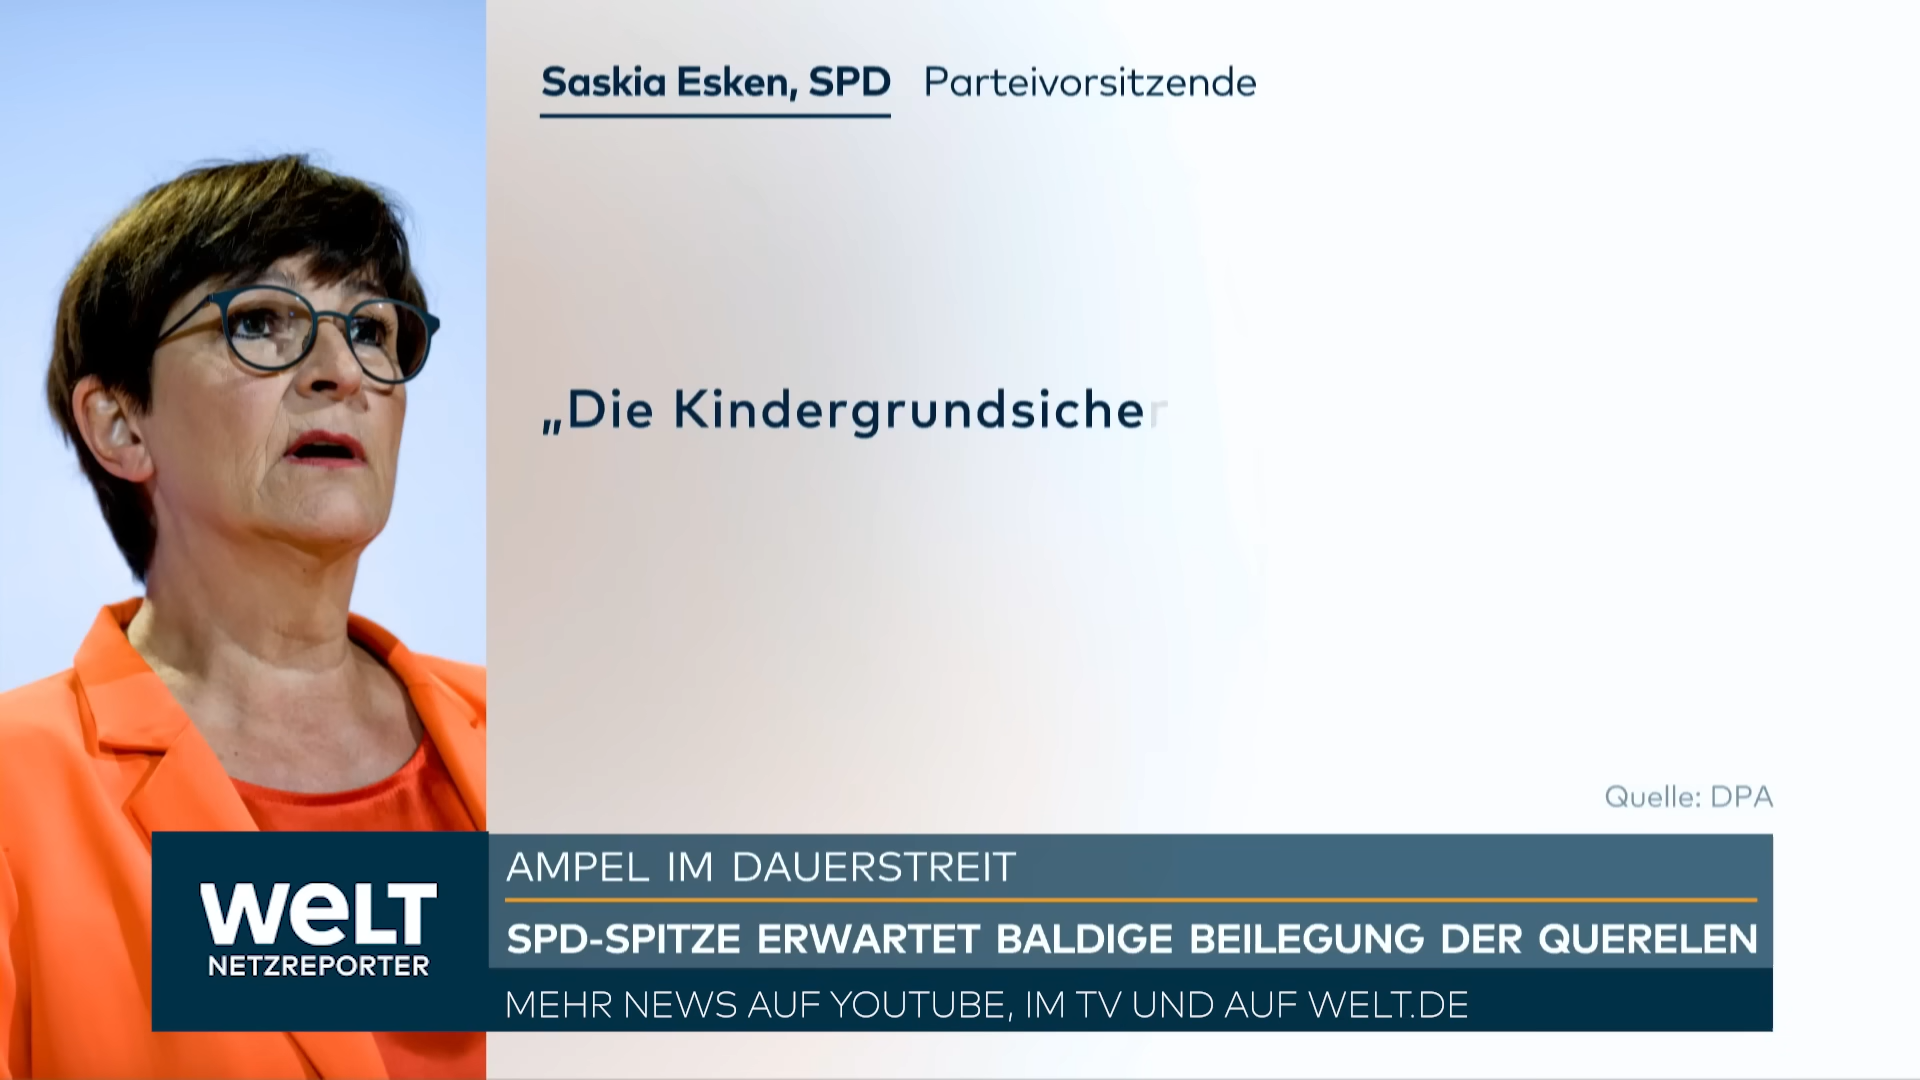 Saskia Esken, SPD Parteivorsitzende
„Die Kindergrundsicher
Quelle: DPA
AMPEL IM DAUERSTREIT
SPD-SPITZE ERWARTET BALDIGE BEILEGUNG DER QUERELEN
WELT
NETZREPORTER
MEHR NEWS AUF YOUTUBE, IM TV UND AUF WELT.DE